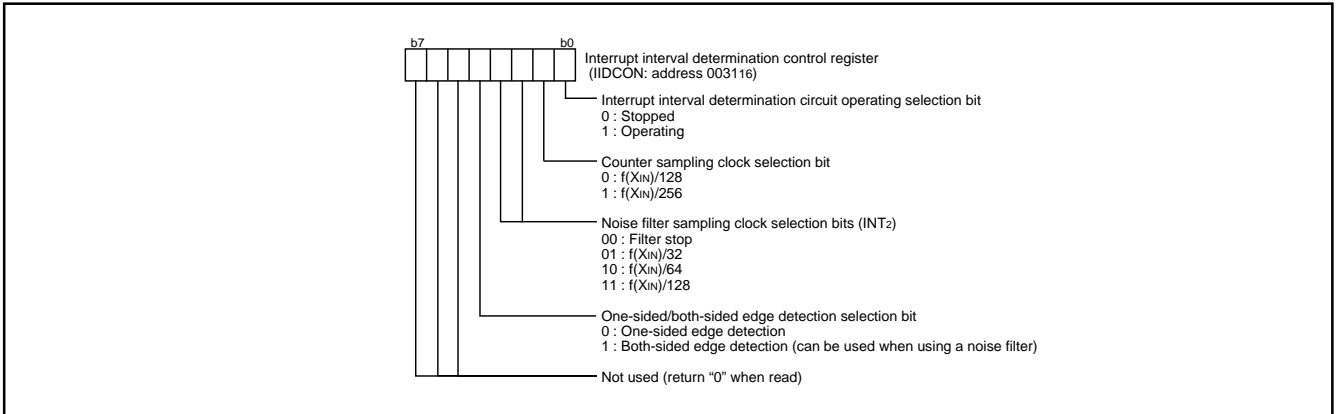 b7 b0
Interrupt interval determination control register
(IIDCON: address 003116)
Interrupt interval determination circuit operating selection bit
0 : Stopped
1 : Operating
Counter sampling clock selection bit
0 : f(XIN)/128
1 : f(XIN)/256
Noise filter sampling clock selection bits (INT2)
00 : Filter stop
01 : f(XIN)/32
10 : f(XIN)/64
11 : f(XIN)/128
One-sided/both-sided edge detection selection bit
0 : One-sided edge detection
1 : Both-sided edge detection (can be used when using a noise filter)
Not used (return “0” when read)